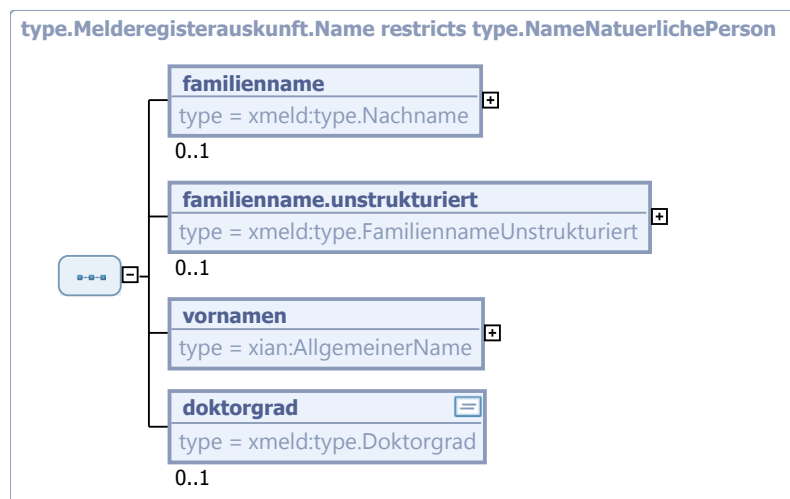 type.Melderegisterauskunft.Name restricts type.NameNatuerlichePerson
familienname
type = xmeld:type.Nachname
0..1
familienname.unstrukturiert
type = xmeld:type.FamiliennameUnstrukturiert
0..1
vornamen
type = xian:AllgemeinerName
doktorgrad
type = xmeld:type.Doktorgrad
0..1